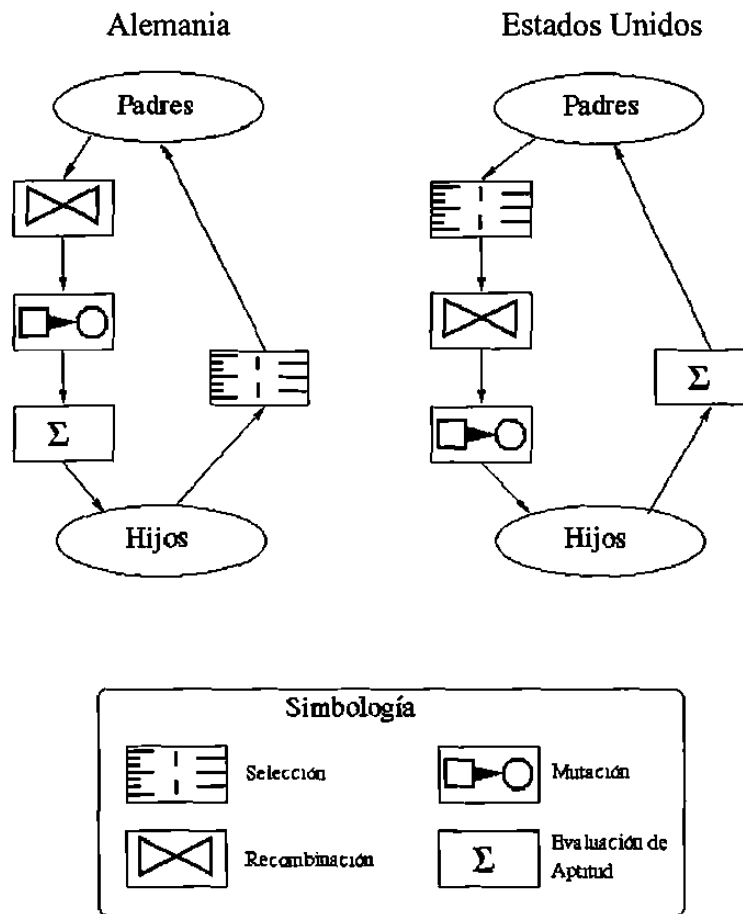 Alemania
Estados Unidos
Padres
Padres
Σ
Σ
Hijos
Hijos
Simbología
Selección
Mutación
Recombinación
Σ
Evaluación de
Aptitud